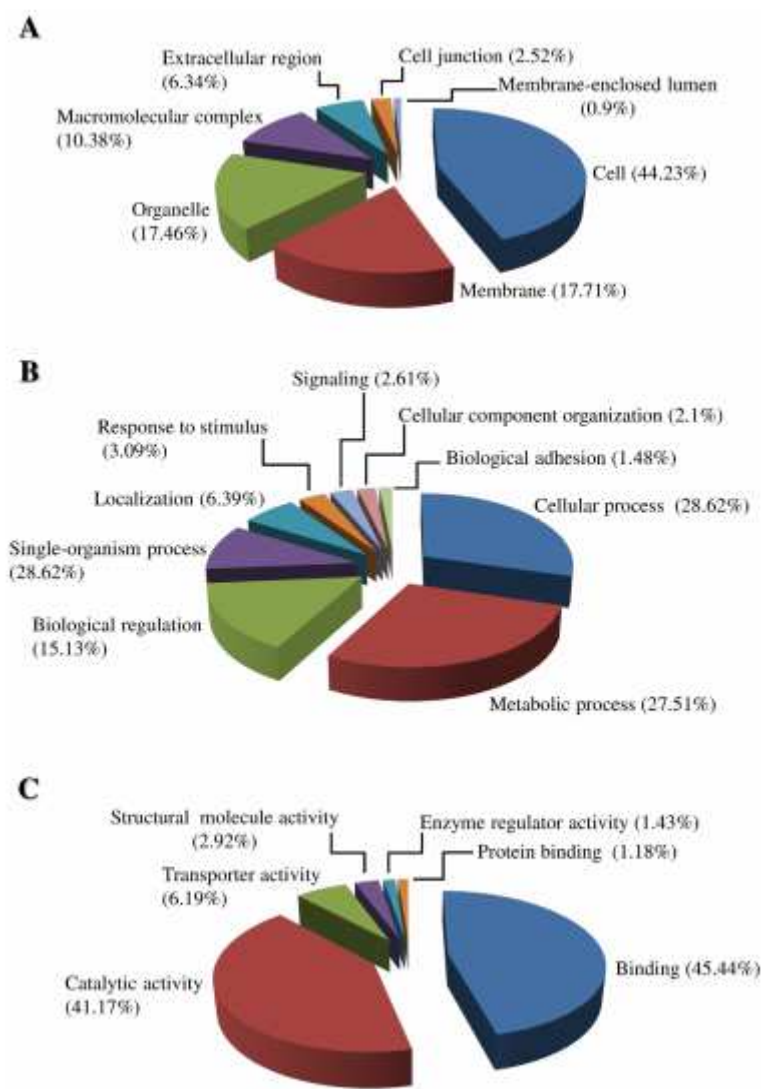 A
Extracellular region
(6.34%)
Cell junction (2.52%)
Membrane-enclosed lumen
(0.9%)
Macromolecular complex
(10.38%)
Cell (44.23%)
Organelle
(17.46%)
Membrane (17.71%)
B
Signaling (2.61%)
Cellular component organization (2.1%)
Response to stimulus
(3.09%)
Biological adhesion (1.48%)
Localization (6.39%)
Cellular process (28.62%)
Single-organism process
(28.62%)
Biological regulation
(15.13%)
Metabolic process (27.51%)
C
Structural molecule activity
(2.92%)
Enzyme regulator activity (1.43%)
Protein binding (1.18%)
Transporter activity
(6.19%)
Binding (45.44%)
Catalytic activity
(41.17%)